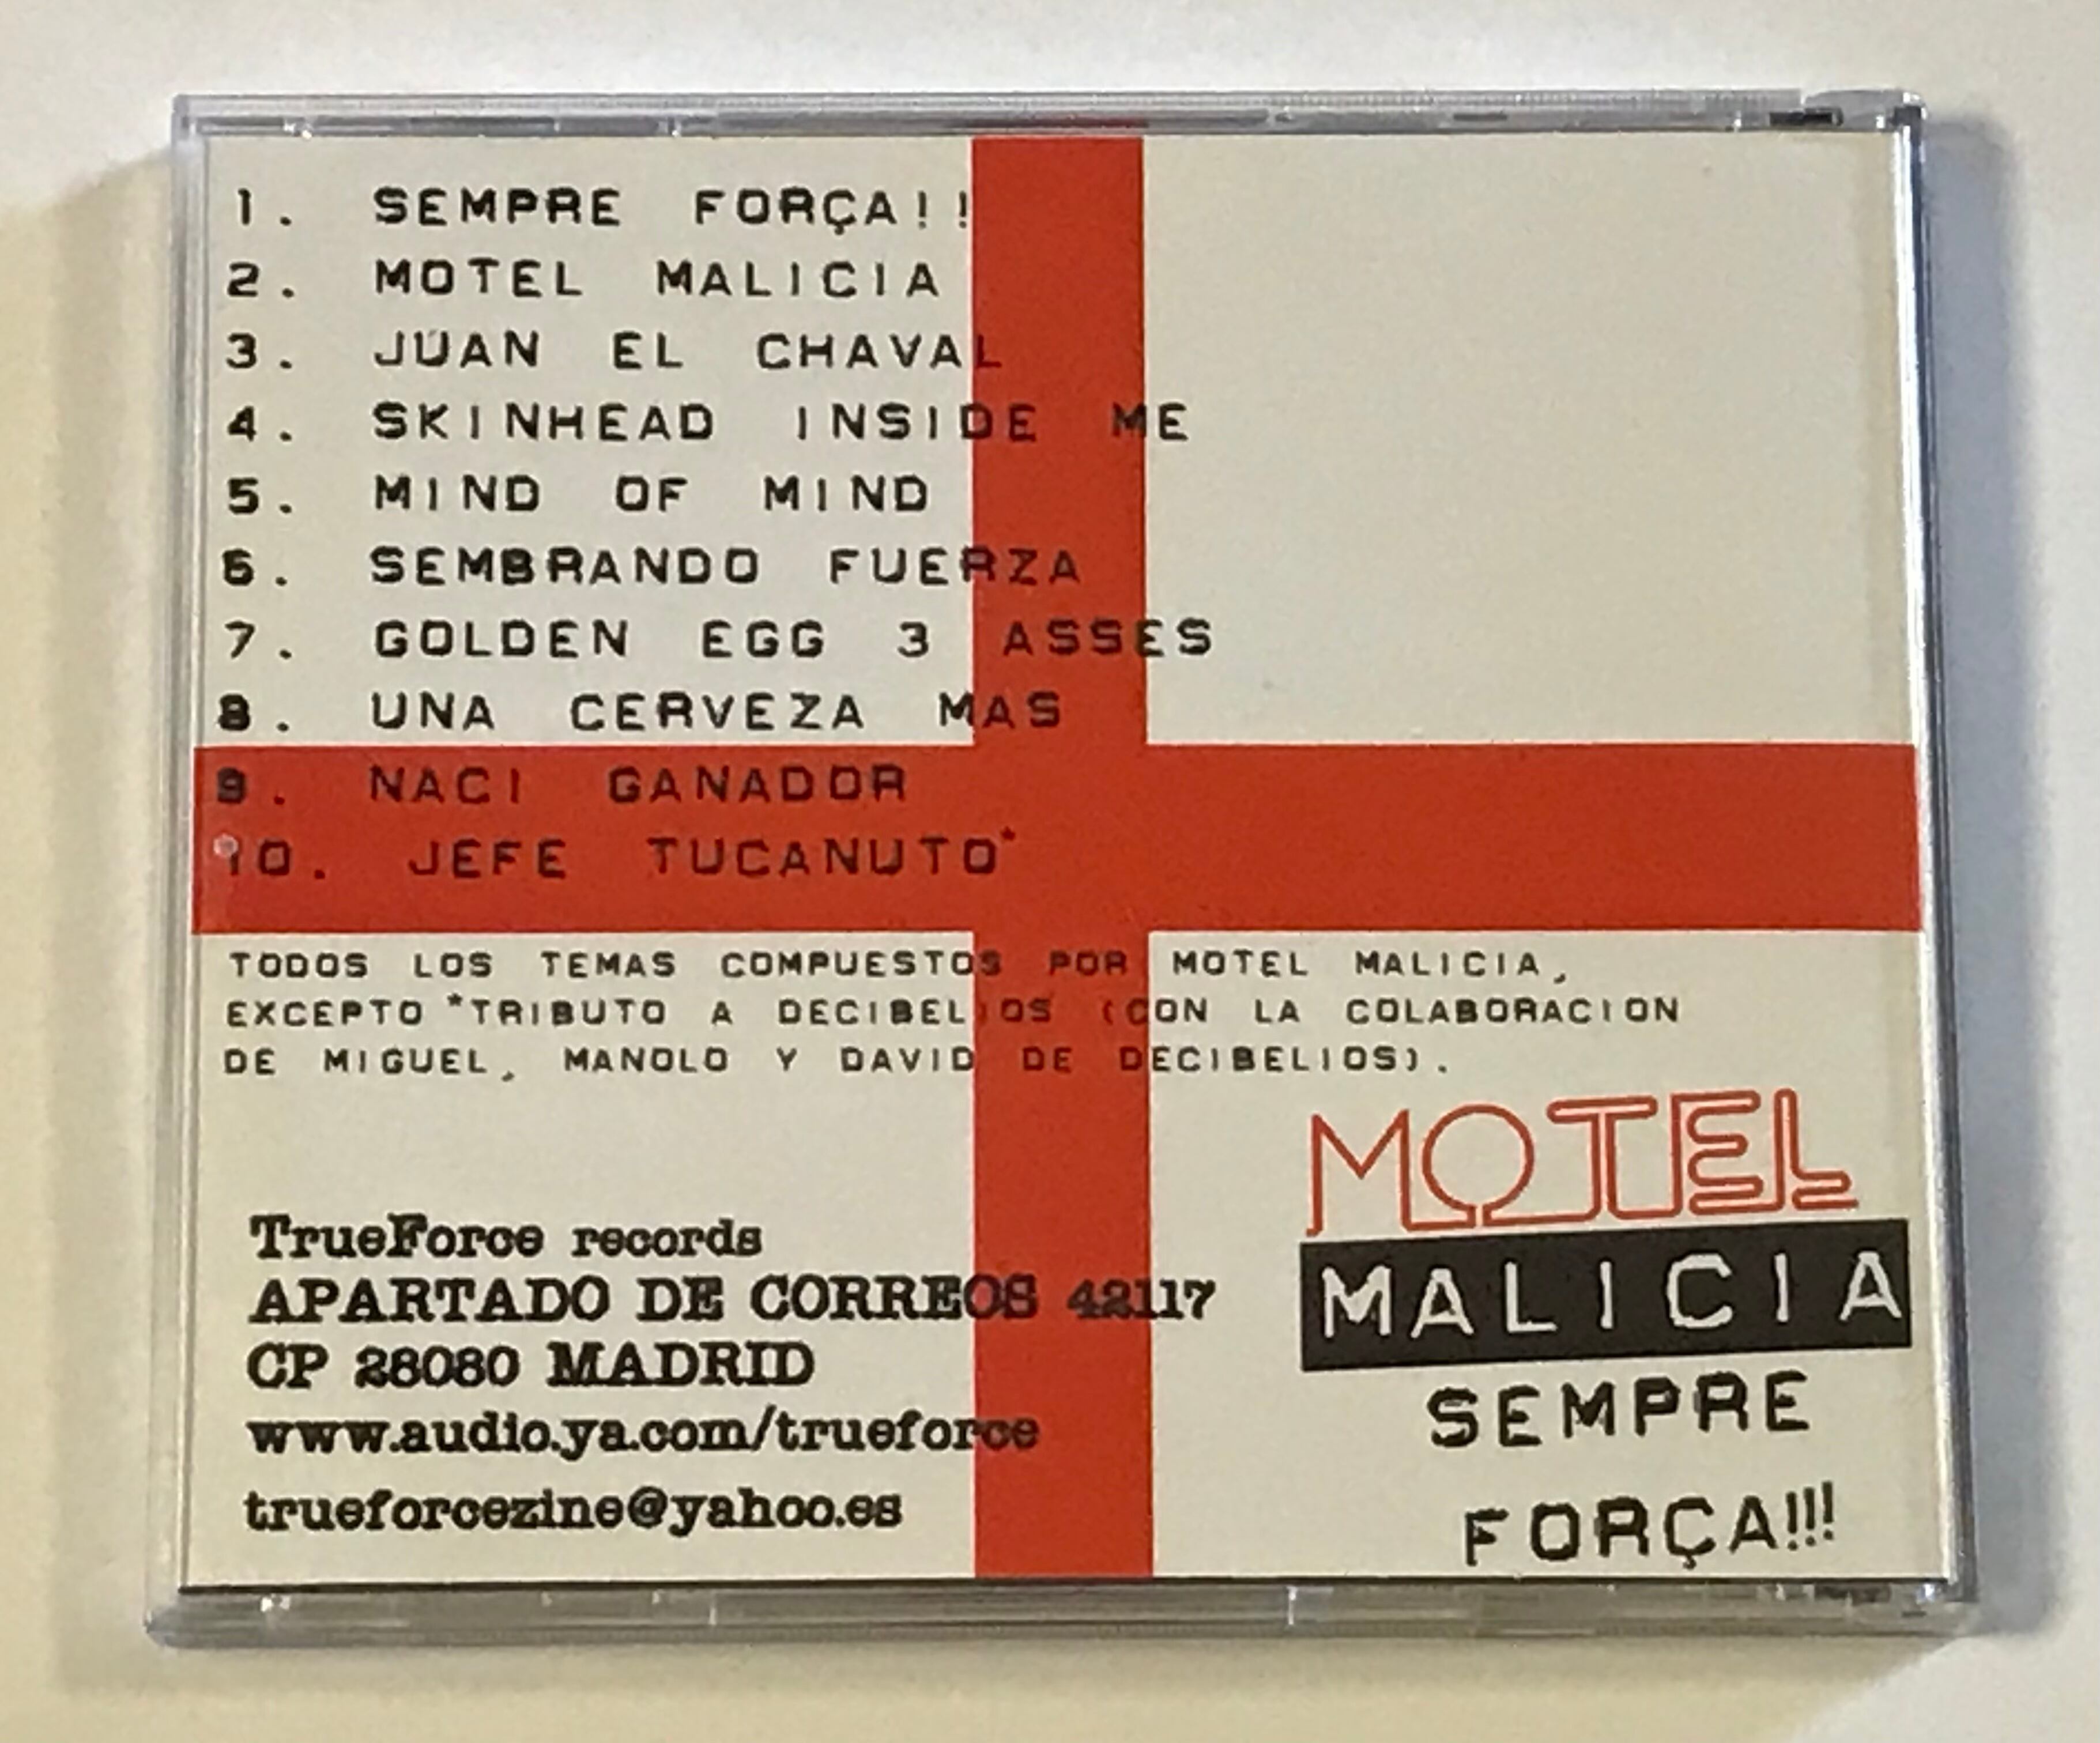 1. SEMPRE FORÇA!!
2. MOTEL MALICIA
3. JUAN EL CHAVAL
4. SKINHEAD INSIDE ME
5. MIND OF MIND
6. SEMBRANDO FUERZA
7. GOLDEN EGG 3 ASSES
8. UNA CERVEZA MAS
9. NACI GANADOR
10. JEFE TUCANUTO*
TODOS LOS TEMAS COMPUESTOS POR MOTEL MALICIA,
EXCEPTO *TRIBUTO A DECIBELIOS (CON LA COLABORACION
DE MIGUEL, MANOLO Y DAVID DE DECIBELIOS).
TrueForce records
APARTADO DE CORREOS 42117
CP 28080 MADRID
www.audio.ya.com/trueforce
trueforcezine@yahoo.es
MOTEL
MALICIA
SEMPRE
FORÇA!!!